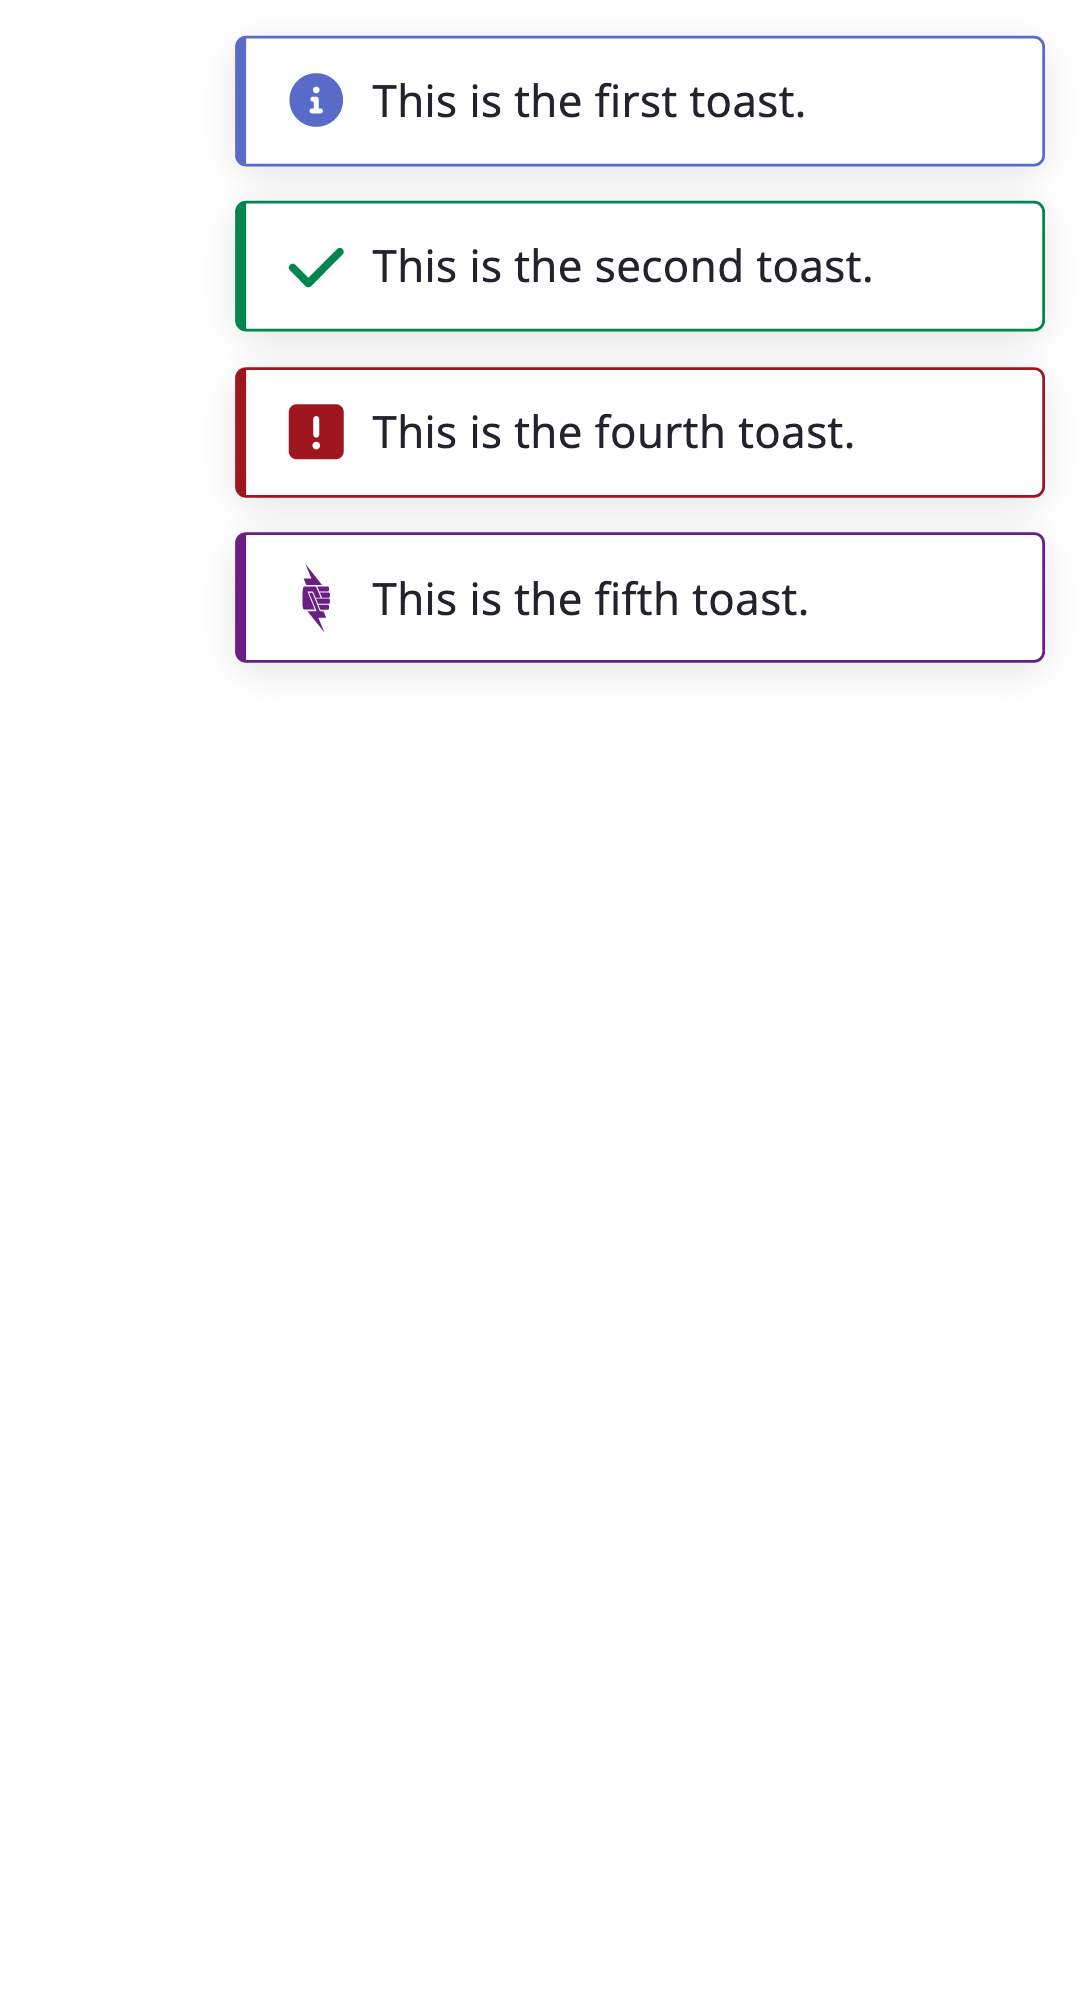 This is the first toast.
This is the second toast.
This is the fourth toast.
This is the fifth toast.